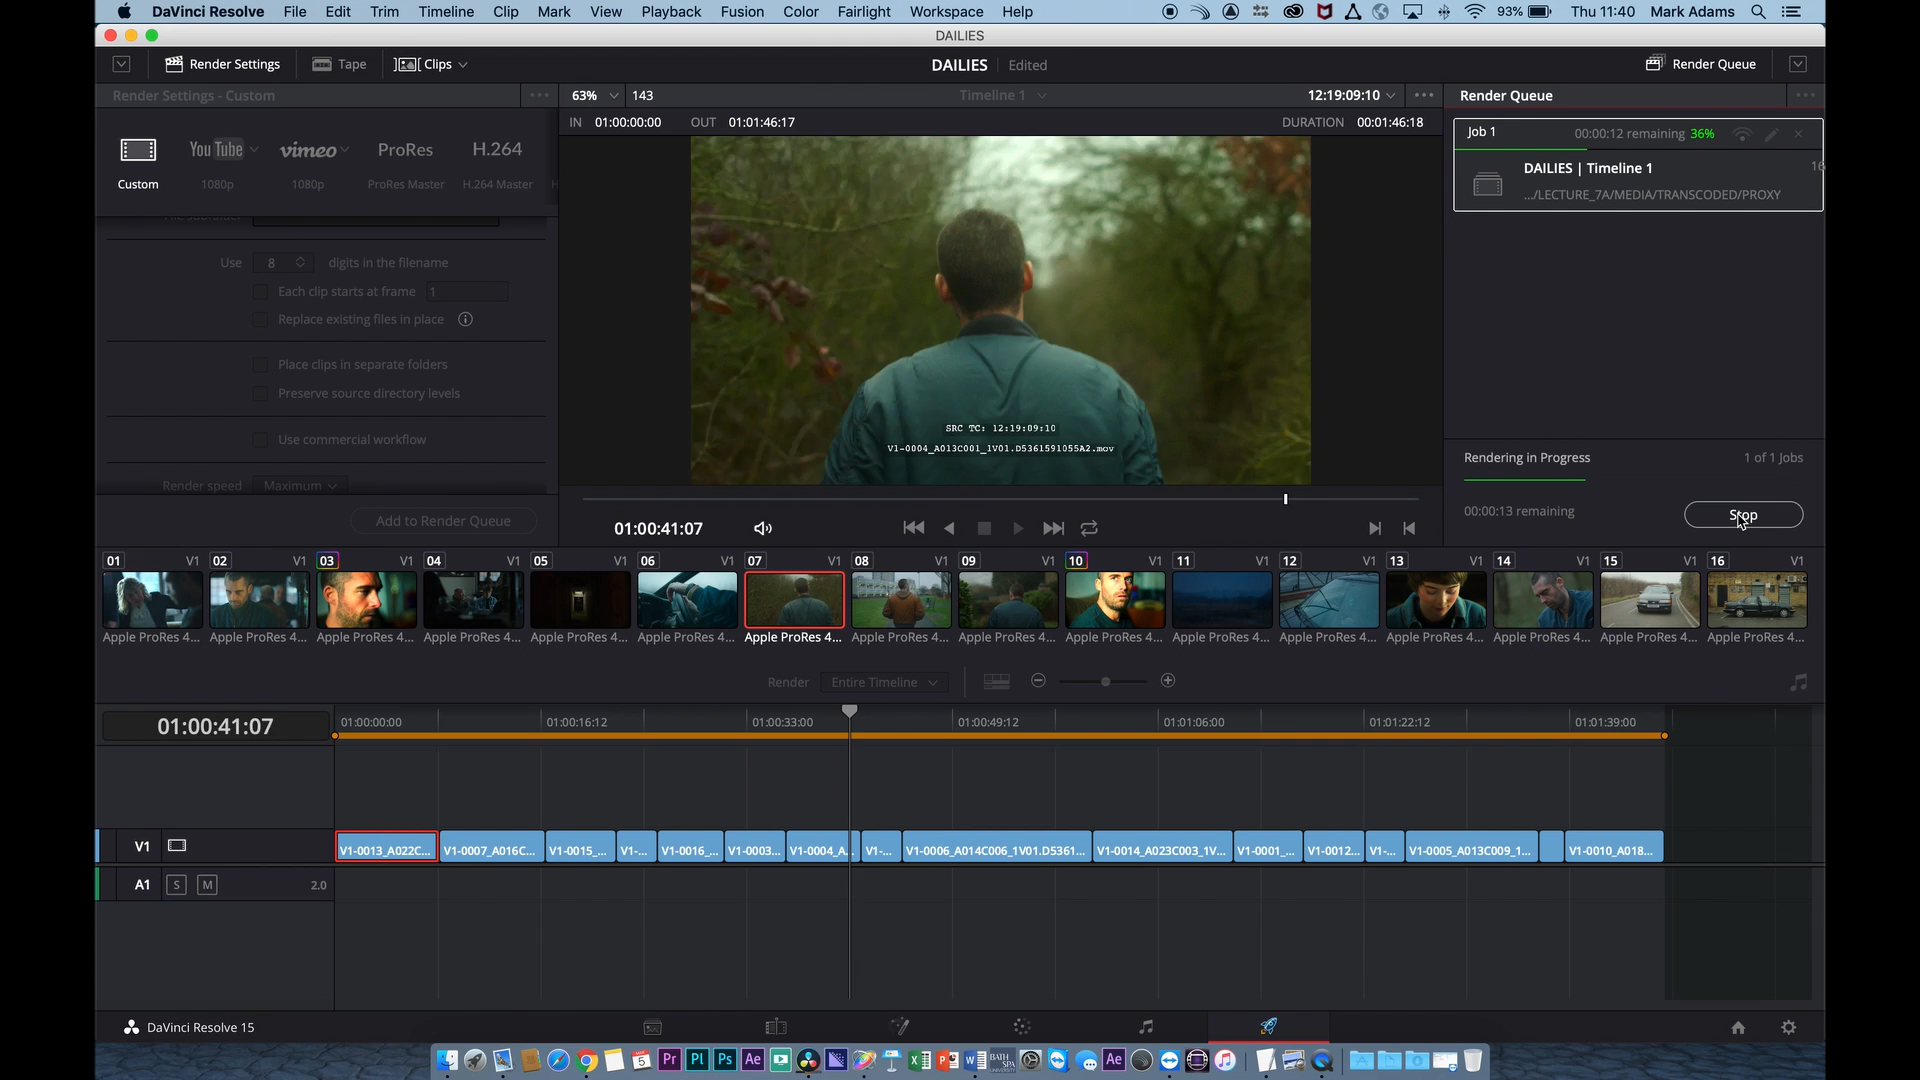 DaVinci Resolve File Edit Trim Timeline Clip Mark View Playback Fusion Color Fairlight Workspace Help 93% Thu 11:40 Mark Adams
DAILIES
Render Settings Tape Clips DAILIES Edited Render Queue
Render Settings - Custom 63% 143 Timeline 1 12:19:09:10 Render Queue
IN 01:00:00:00 OUT 01:01:46:17 DURATION 00:01:46:18
Job 1 00:00:12 remaining 36%
YouTube vimeo ProRes H.264
DAILIES | Timeline 1
Custom 1080p 1080p ProRes Master H.264 Master
.../LECTURE_7A/MEDIA/TRANSCODED/PROXY
Use 8 digits in the filename
Each clip starts at frame 1
Replace existing files in place
Place clips in separate folders
Preserve source directory levels
Use commercial workflow
SRC TC: 12:19:09:10
V1-0004_A013C001_1V01.D5361591055A2.mov
Rendering in Progress 1 of 1 Jobs
Render speed Maximum
00:00:13 remaining Stop
Add to Render Queue
01:00:41:07
01 V1 02 V1 03 V1 04 V1 05 V1 06 V1 07 V1 08 V1 09 V1 10 V1 11 V1 12 V1 13 V1 14 V1 15 V1 16 V1
Apple ProRes 4... Apple ProRes 4... Apple ProRes 4... Apple ProRes 4... Apple ProRes 4... Apple ProRes 4... Apple ProRes 4... Apple ProRes 4... Apple ProRes 4... Apple ProRes 4... Apple ProRes 4... Apple ProRes 4... Apple ProRes 4... Apple ProRes 4... Apple ProRes 4... Apple ProRes 4...
Render Entire Timeline
01:00:41:07 01:00:00:00 01:00:16:12 01:00:33:00 01:00:49:12 01:01:06:00 01:01:22:12 01:01:39:00
V1 V1-0013_A022C... V1-0007_A016C... V1-0015_... V1-... V1-0016_... V1-0003... V1-0004_A... V1-... V1-0006_A014C006_1V01.D5361... V1-0014_A023C003_1V... V1-0001_... V1-0012... V1-... V1-0005_A013C009_1... V1-0010_A018...
A1 S M 2.0
DaVinci Resolve 15
5 Pr Pl Ps Ae BATH SPA Ae